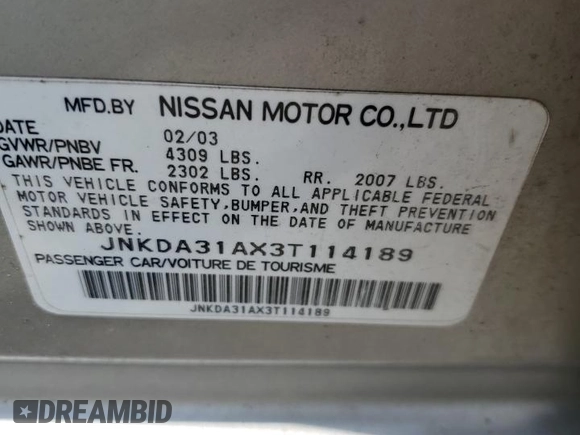 MFD.BY NISSAN MOTOR CO.,LTD
DATE 02/03
GVWR/PNBV 4309 LBS.
GAWR/PNBE FR. 2302 LBS. RR. 2007 LBS.
THIS VEHICLE CONFORMS TO ALL APPLICABLE FEDERAL
MOTOR VEHICLE SAFETY,BUMPER,AND THEFT PREVENTION
STANDARDS IN EFFECT ON THE DATE OF MANUFACTURE
SHOWN ABOVE.
JNKDA31AX3T114189
PASSENGER CAR/VOITURE DE TOURISME
JNKDA31AX3T114189
DREAMBID